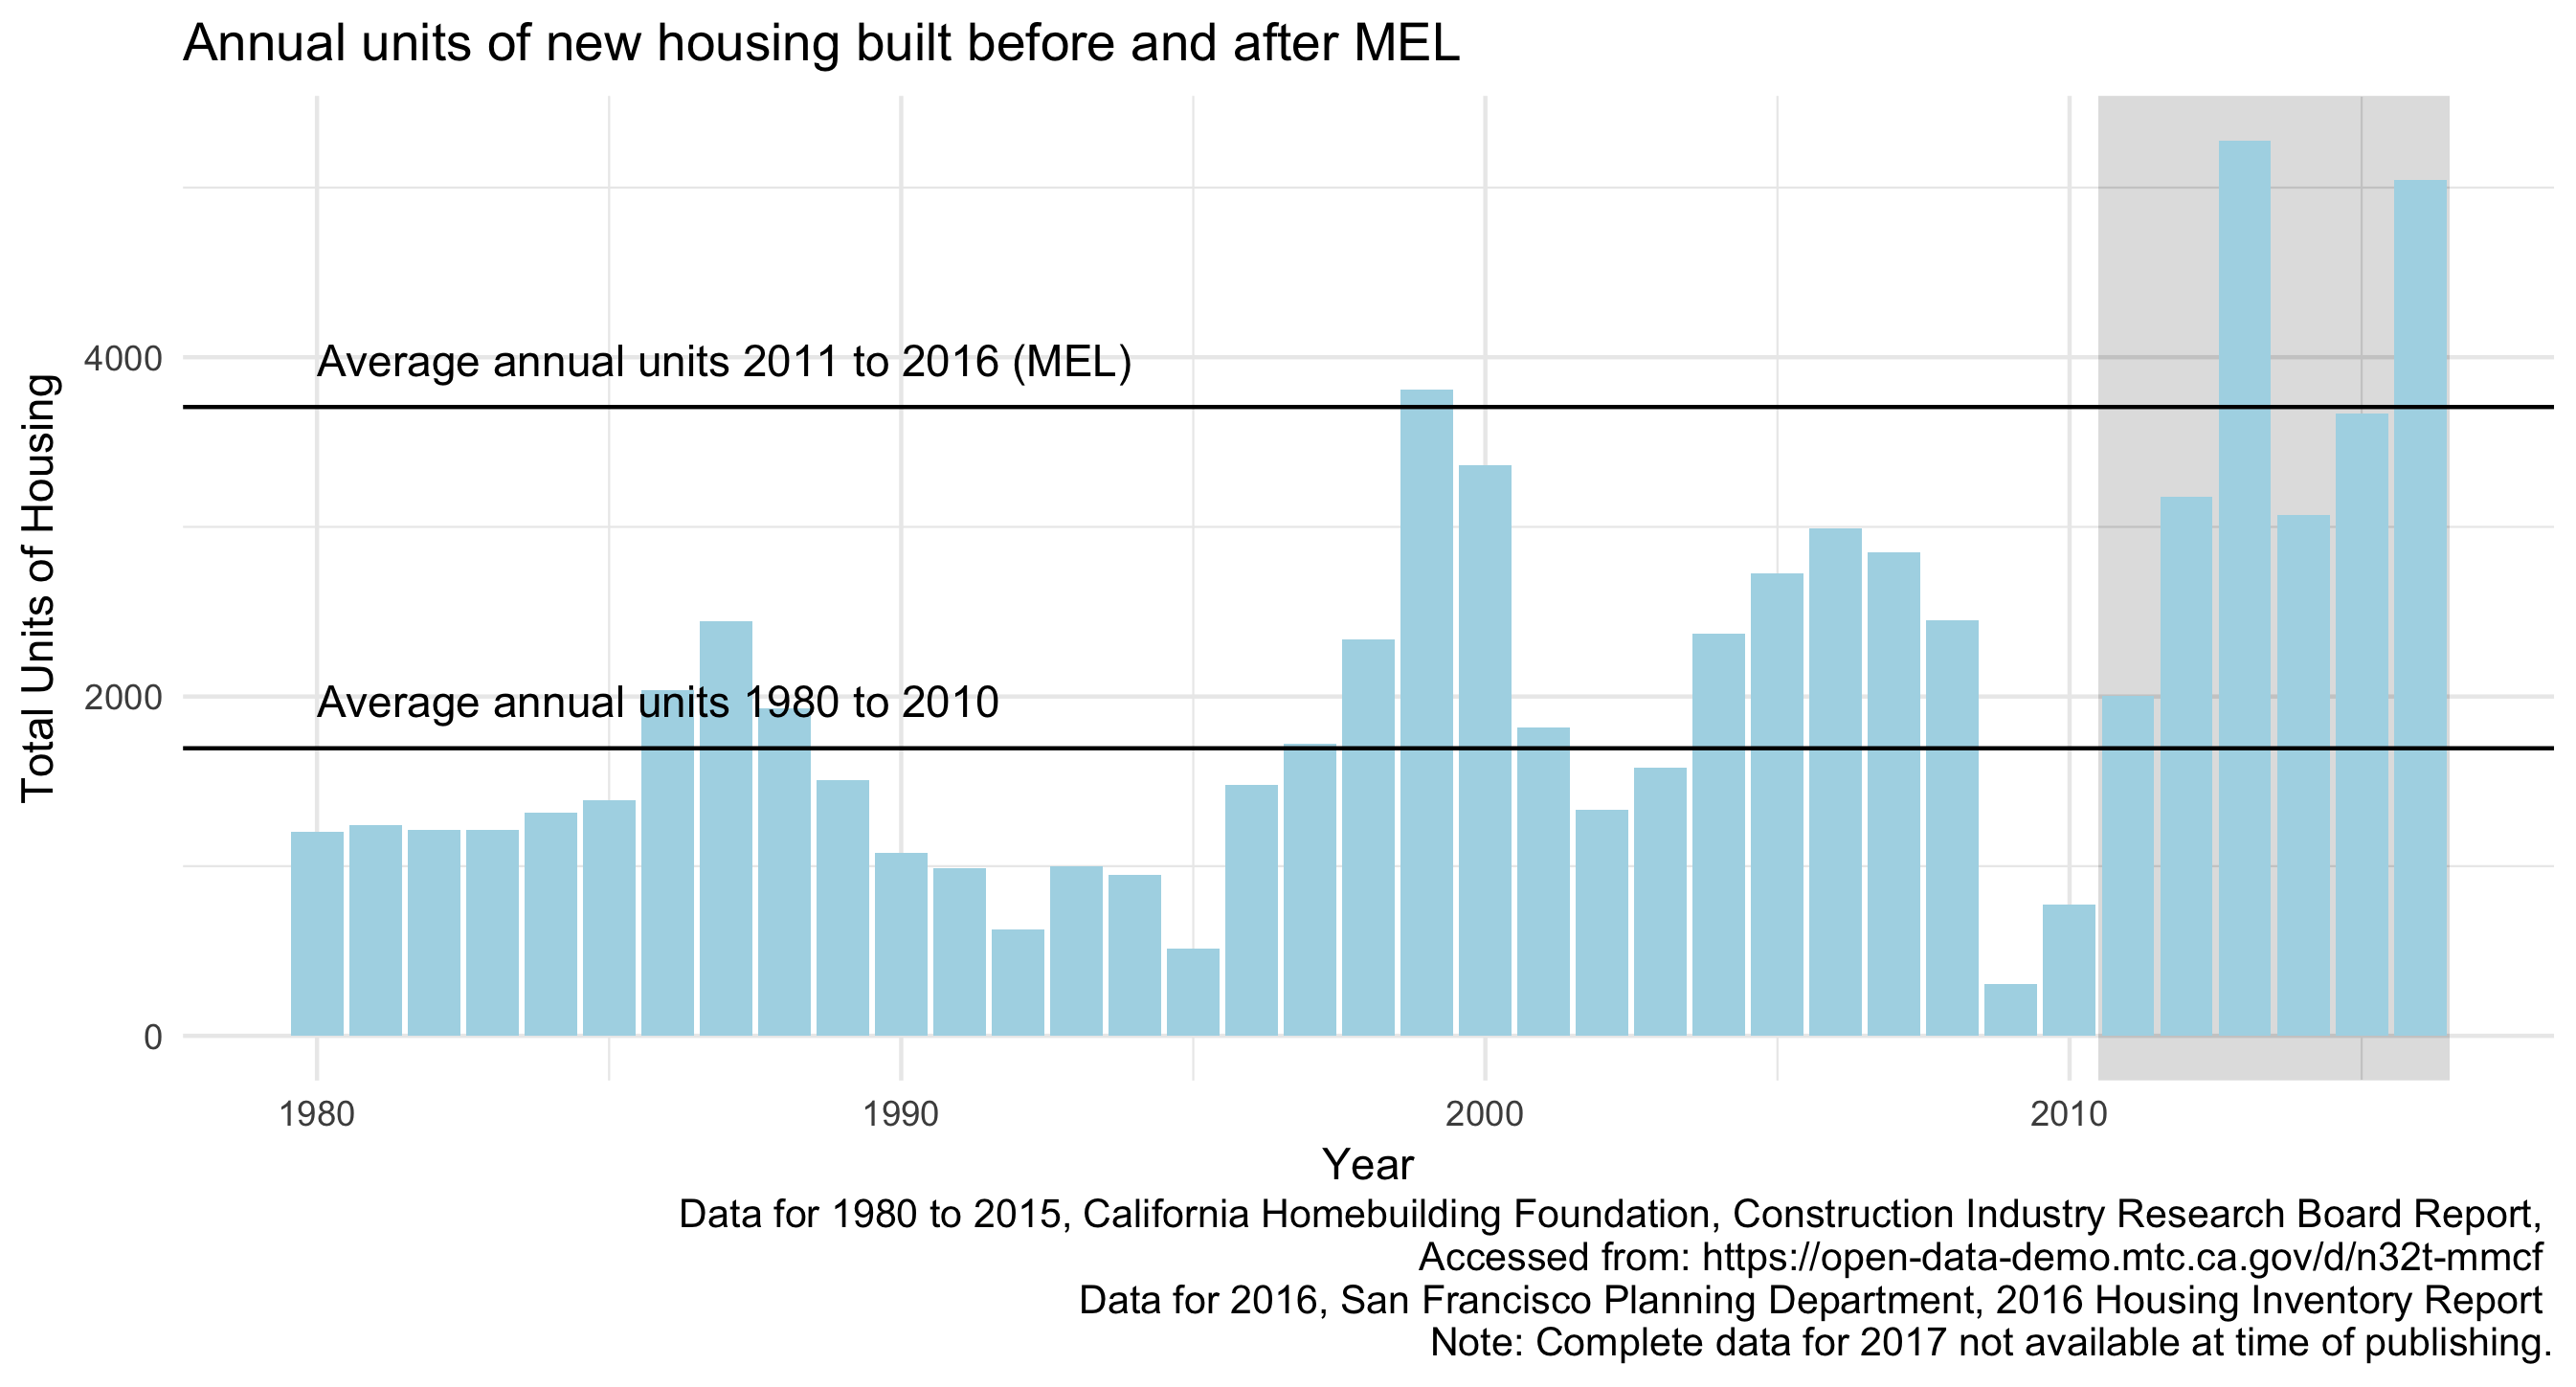 Annual units of new housing built before and after MEL
Total Units of Housing
4000
2000
0
Average annual units 2011 to 2016 (MEL)
Average annual units 1980 to 2010
1980
1990
2000
2010
Year
Data for 1980 to 2015, California Homebuilding Foundation, Construction Industry Research Board Report,
Accessed from: https://open-data-demo.mtc.ca.gov/d/n32t-mmcf
Data for 2016, San Francisco Planning Department, 2016 Housing Inventory Report
Note: Complete data for 2017 not available at time of publishing.